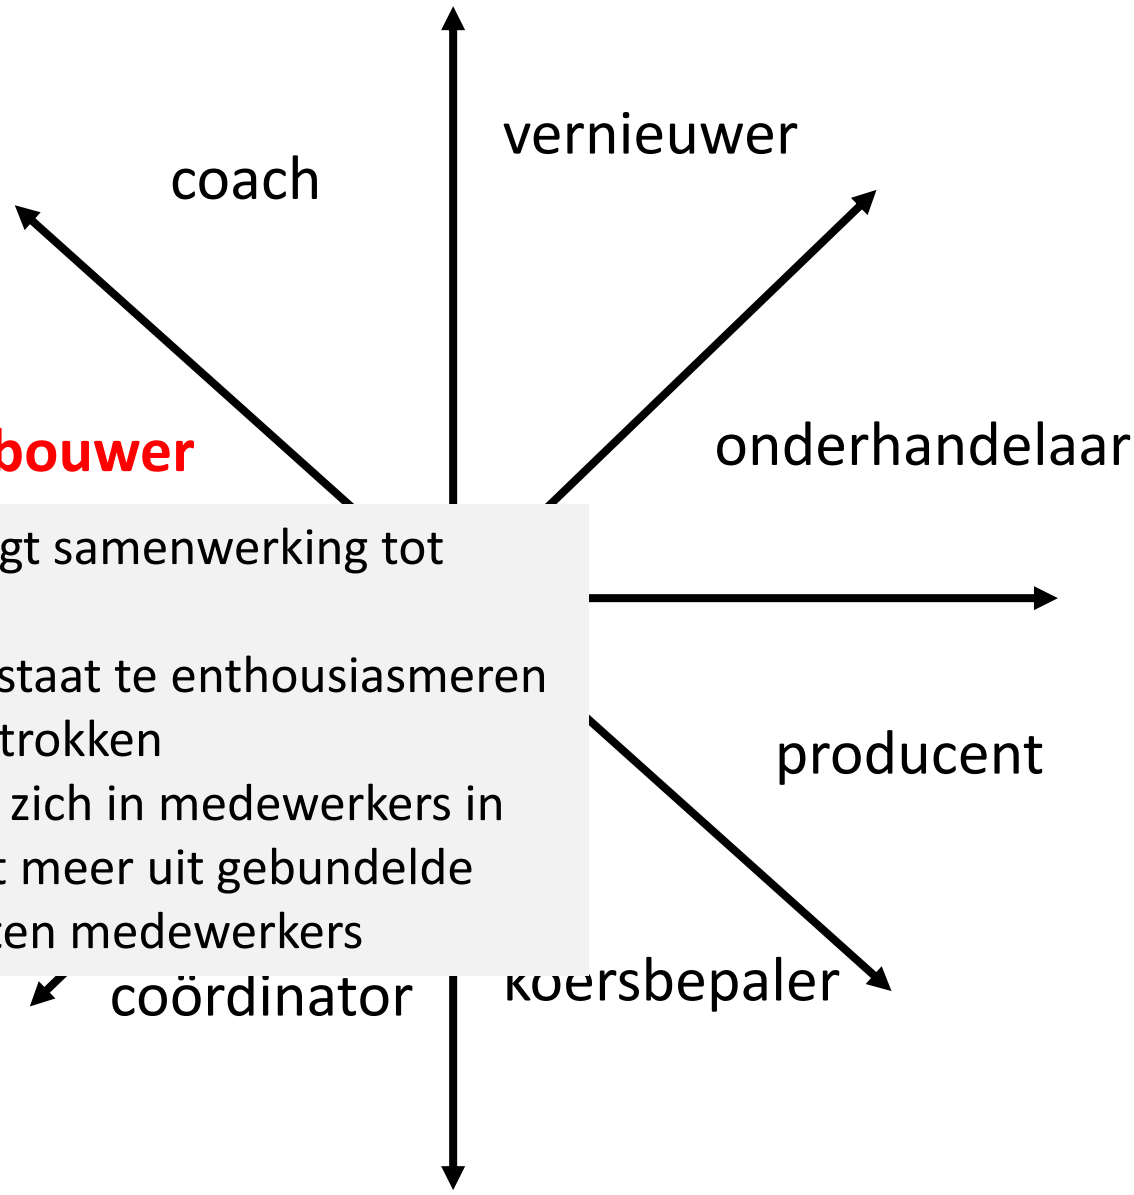 vernieuwer
coach
onderhandelaar
bouwer
gt samenwerking tot
staat te enthousiasmeren
trokken
zich in medewerkers in
t meer uit gebundelde
ten medewerkers
producent
koersbepaler
coördinator